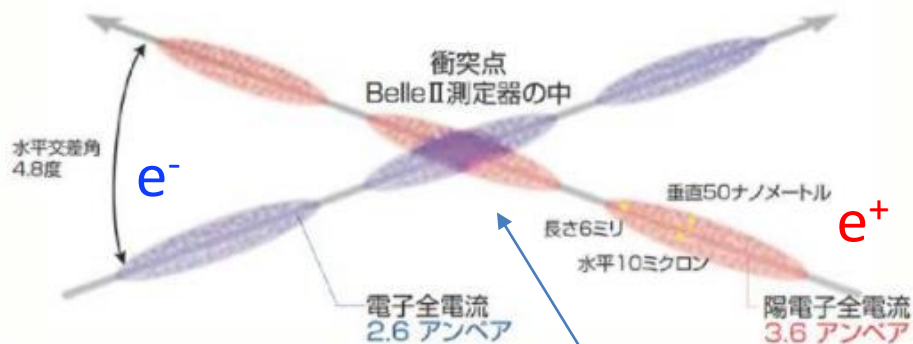 衝突点
BelleⅡ測定器の中
水平交差角
4.8度
e⁻
垂直50ナノメートル
e⁺
長さ6ミリ
水平10ミクロン
電子全電流
2.6 アンペア
陽電子全電流
3.6 アンペア